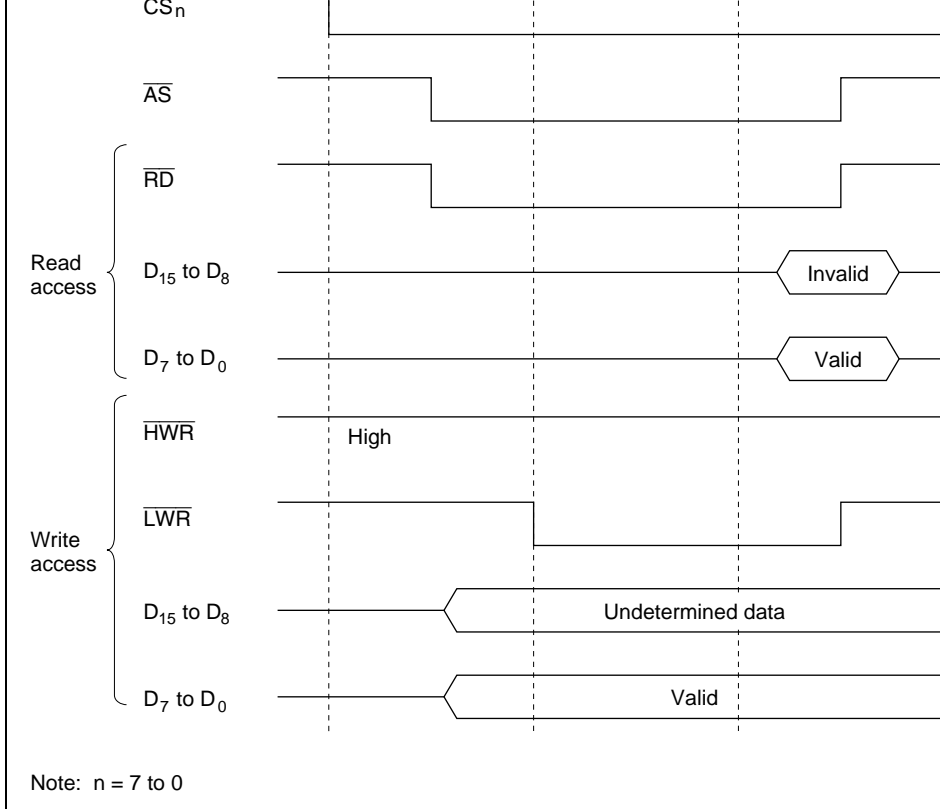 CSn
AS
RD
Read
access
D15 to D8
Invalid
D7 to D0
Valid
HWR
High
LWR
Write
access
D15 to D8
Undetermined data
D7 to D0
Valid
Note: n = 7 to 0